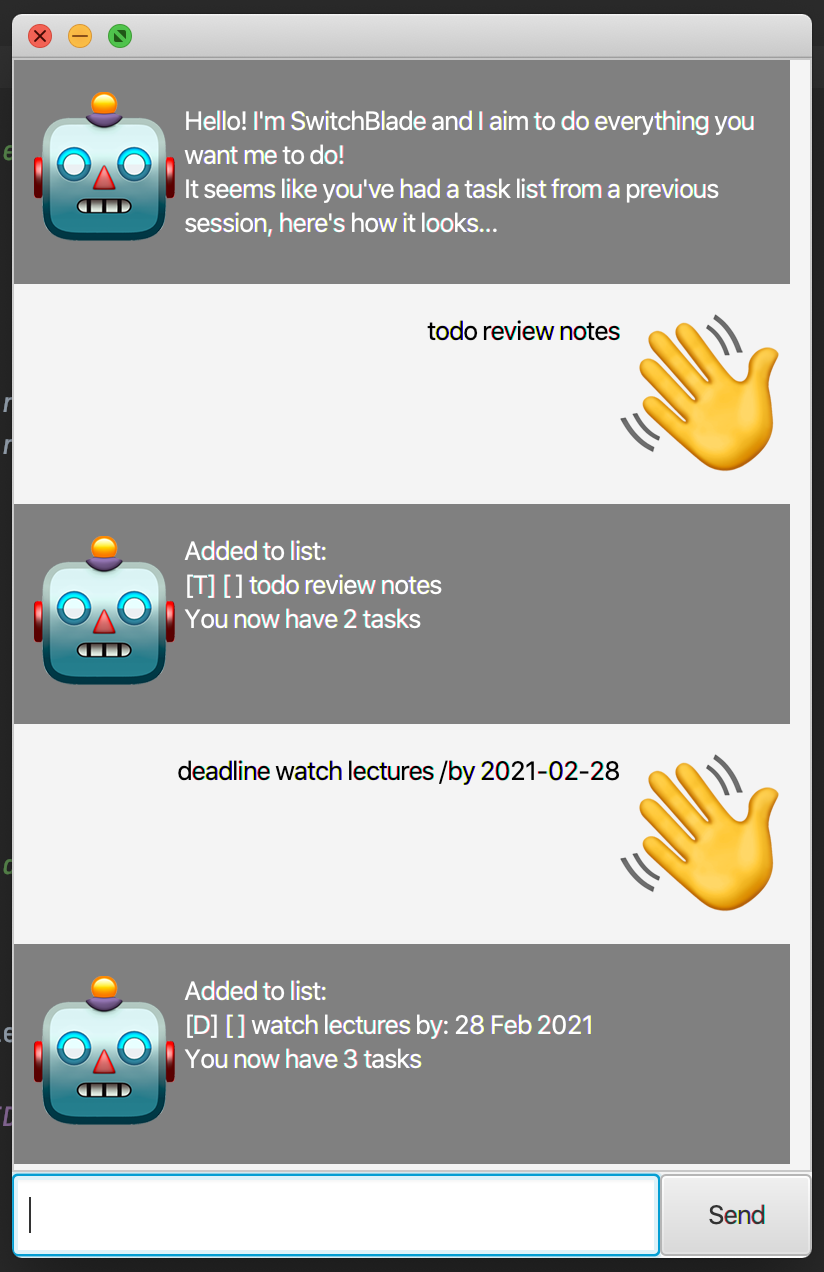 Hello! I'm SwitchBlade and I aim to do everything you
want me to do!
It seems like you've had a task list from a previous
session, here's how it looks...
todo review notes
Added to list:
[T] [ ] todo review notes
You now have 2 tasks
deadline watch lectures /by 2021-02-28
Added to list:
[D] [ ] watch lectures by: 28 Feb 2021
You now have 3 tasks
Send